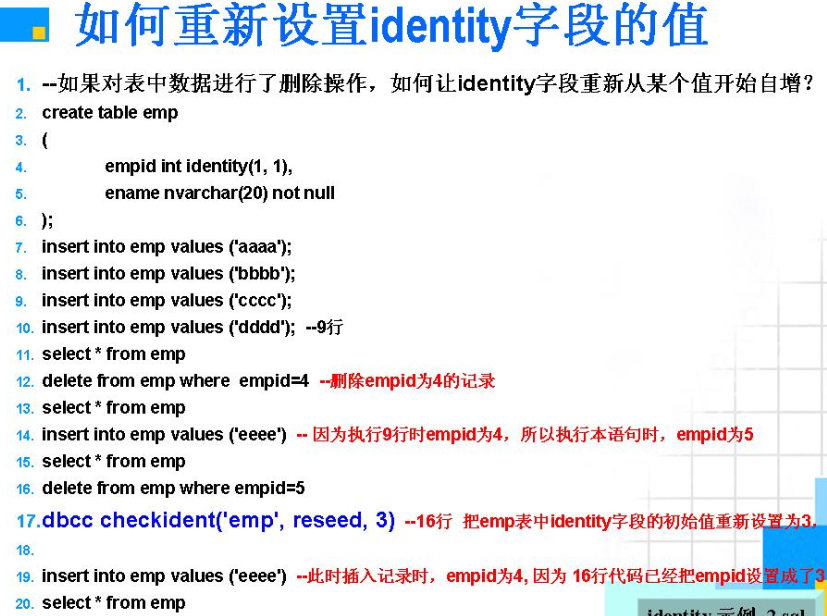 如何重新设置identity字段的值
1. --如果对表中数据进行了删除操作，如何让identity字段重新从某个值开始自增？
2. create table emp
3. (
4. empid int identity(1, 1),
5. ename nvarchar(20) not null
6. );
7. insert into emp values ('aaaa');
8. insert into emp values ('bbbb');
9. insert into emp values ('cccc');
10. insert into emp values ('dddd'); --9行
11. select * from emp
12. delete from emp where empid=4 --删除empid为4的记录
13. select * from emp
14. insert into emp values ('eeee') -- 因为执行9行时empid为4，所以执行本语句时，empid为5
15. select * from emp
16. delete from emp where empid=5
17.dbcc checkident('emp', reseed, 3) --16行 把emp表中identity字段的初始值重新设置为3，
18.
19. insert into emp values ('eeee') --此时插入记录时，empid为4, 因为 16行代码已经把empid设置成了3
20. select * from emp
identity 示例_2.sql